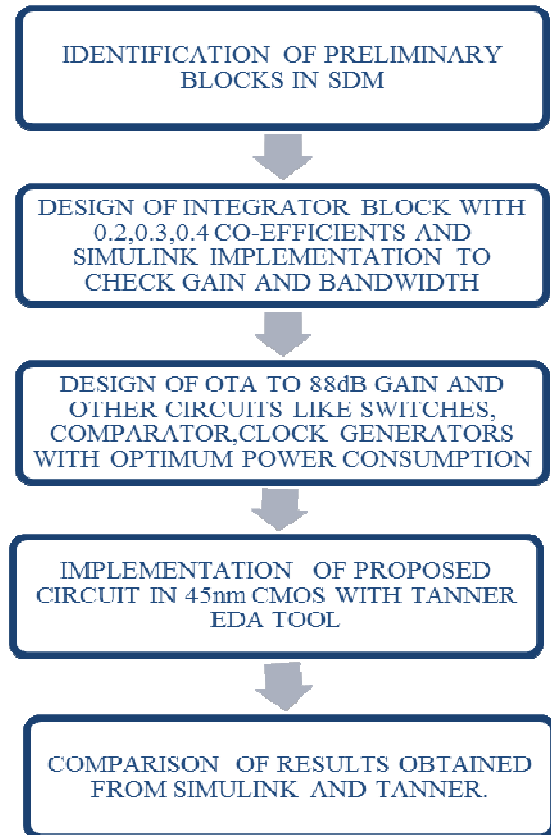 IDENTIFICATION OF PRELIMINARY
BLOCKS IN SDM
DESIGN OF INTEGRATOR BLOCK WITH
0.2,0.3,0.4 CO-EFFICIENTS AND
SIMULINK IMPLEMENTATION TO
CHECK GAIN AND BANDWIDTH
DESIGN OF OTA TO 88dB GAIN AND
OTHER CIRCUITS LIKE SWITCHES,
COMPARATOR,CLOCK GENERATORS
WITH OPTIMUM POWER CONSUMPTION
IMPLEMENTATION OF PROPOSED
CIRCUIT IN 45nm CMOS WITH TANNER
EDA TOOL
COMPARISON OF RESULTS OBTAINED
FROM SIMULINK AND TANNER.